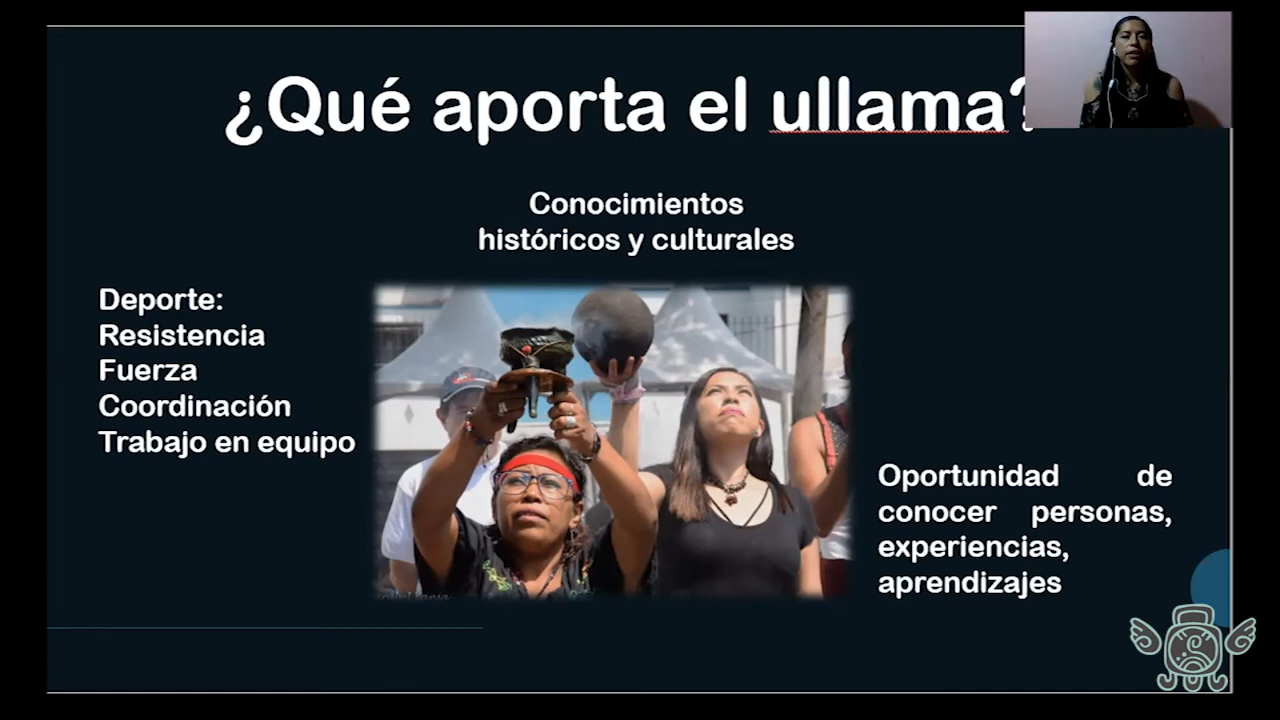 ¿Qué aporta el ullama?
Conocimientos
históricos y culturales
Deporte:
Resistencia
Fuerza
Coordinación
Trabajo en equipo
Oportunidad de
conocer personas,
experiencias,
aprendizajes